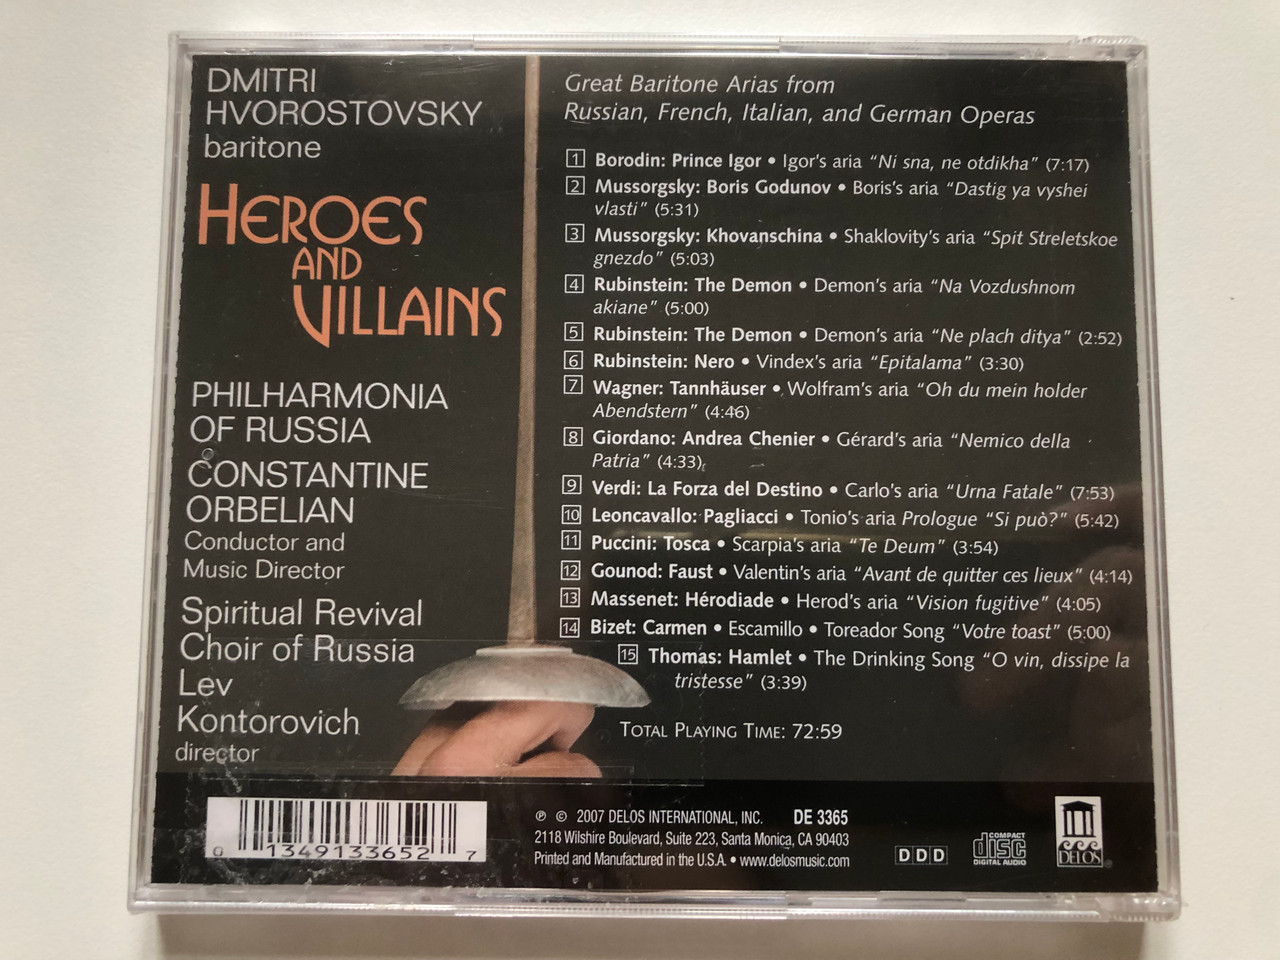 DMITRI
HVOROSTOVSKY
baritone
HEROES
AND
VILLAINS
PHILHARMONIA
OF RUSSIA
CONSTANTINE
ORBELIAN
Conductor and
Music Director
Spiritual Revival
Choir of Russia
Lev
Kontorovich
director
Great Baritone Arias from
Russian, French, Italian, and German Operas
1 Borodin: Prince Igor • Igor's aria “Ni sna, ne otdikha” (7:17)
2 Mussorgsky: Boris Godunov • Boris's aria “Dastig ya vyshei
vlasti” (5:31)
3 Mussorgsky: Khovanschina • Shaklovity's aria “Spit Streletskoe
gnezdo” (5:03)
4 Rubinstein: The Demon • Demon's aria “Na Vozdushnom
akiane” (5:00)
5 Rubinstein: The Demon • Demon's aria “Ne plach ditya” (2:52)
6 Rubinstein: Nero • Vindex's aria “Epitalama” (3:30)
7 Wagner: Tannhäuser • Wolfram's aria “Oh du mein holder
Abendstern” (4:46)
8 Giordano: Andrea Chenier • Gérard's aria “Nemico della
Patria” (4:33)
9 Verdi: La Forza del Destino • Carlo's aria “Urna Fatale” (7:53)
10 Leoncavallo: Pagliacci • Tonio's aria Prologue “Si può?” (5:42)
11 Puccini: Tosca • Scarpia's aria “Te Deum” (3:54)
12 Gounod: Faust • Valentin's aria “Avant de quitter ces lieux” (4:14)
13 Massenet: Hérodiade • Herod's aria “Vision fugitive” (4:05)
14 Bizet: Carmen • Escamillo • Toreador Song “Votre toast” (5:00)
15 Thomas: Hamlet • The Drinking Song “O vin, dissipe la
tristesse” (3:39)
TOTAL PLAYING TIME: 72:59
0 13491 33652 7
℗ © 2007 DELOS INTERNATIONAL, INC. DE 3365
2118 Wilshire Boulevard, Suite 223, Santa Monica, CA 90403
Printed and Manufactured in the U.S.A. • www.delosmusic.com
DDD
COMPACT
disc
DIGITAL AUDIO
DELOS®